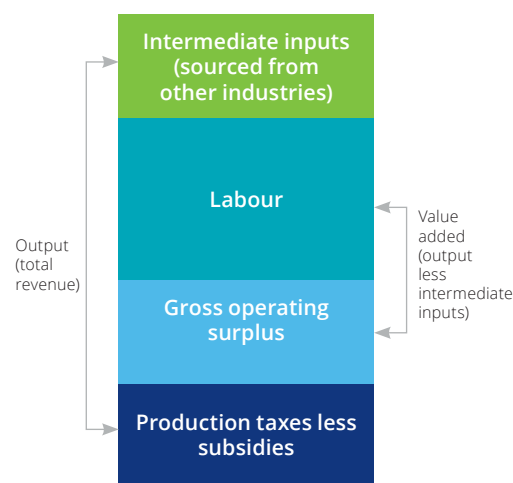 Intermediate inputs
(sourced from
other industries)
Labour
Gross operating
surplus
Production taxes less
subsidies
Output
(total
revenue)
Value
added
(output
less
intermediate
inputs)